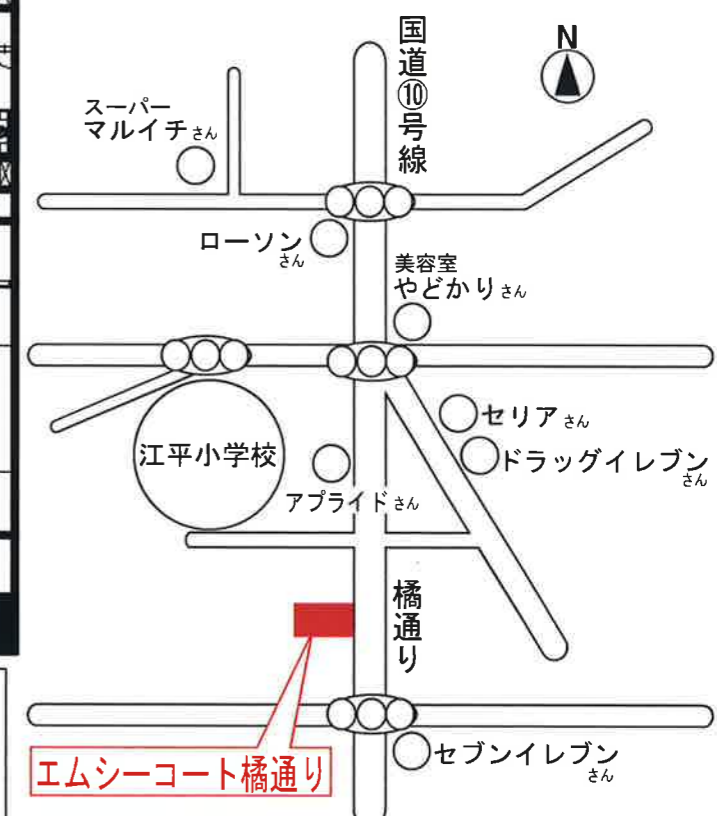 国道⑩号線
N
スーパー
マルイチさん
ローソン
さん
美容室
やどかりさん
セリアさん
江平小学校
ドラッグイレブン
さん
アプライドさん
橘通り
エムシーコート橘通り
セブンイレブン
さん